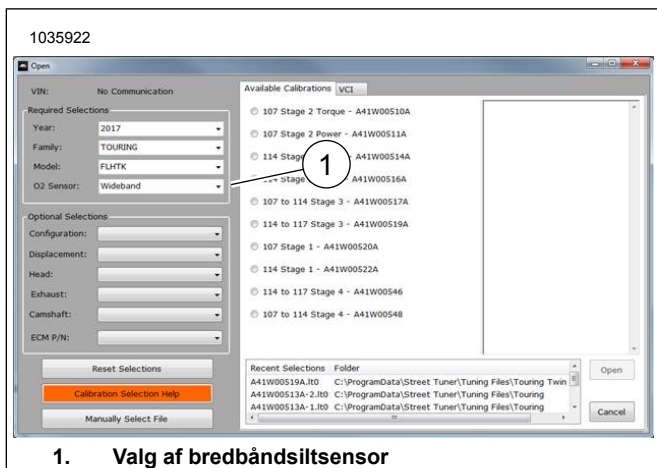 1035922
Open
VIN: No Communication
Required Selections
Year: 2017
Family: TOURING
Model: FLHTK
O2 Sensor: Wideband
Optional Selections
Configuration:
Displacement:
Head:
Exhaust:
Camshaft:
ECM P/N:
Reset Selections
Calibration Selection Help
Manually Select File
Available Calibrations VCI
107 Stage 2 Torque - A41W00510A
107 Stage 2 Power - A41W00511A
114 Stage - A41W00514A
Stage A41W00516A
107 to 114 Stage 3 - A41W00517A
114 to 117 Stage 3 - A41W00519A
107 Stage 1 - A41W00520A
114 Stage 1 - A41W00522A
114 to 117 Stage 4 - A41W00546
107 to 114 Stage 4 - A41W00548
1
Recent Selections Folder
A41W00519A.lt0 C:\ProgramData\Street Tuner\Tuning Files\Touring Twin
A41W00513A-2.lt0 C:\ProgramData\Street Tuner\Tuning Files\Touring
A41W00513A-1.lt0 C:\ProgramData\Street Tuner\Tuning Files\Touring
Open
Cancel
1. Valg af bredbåndsiltsensor